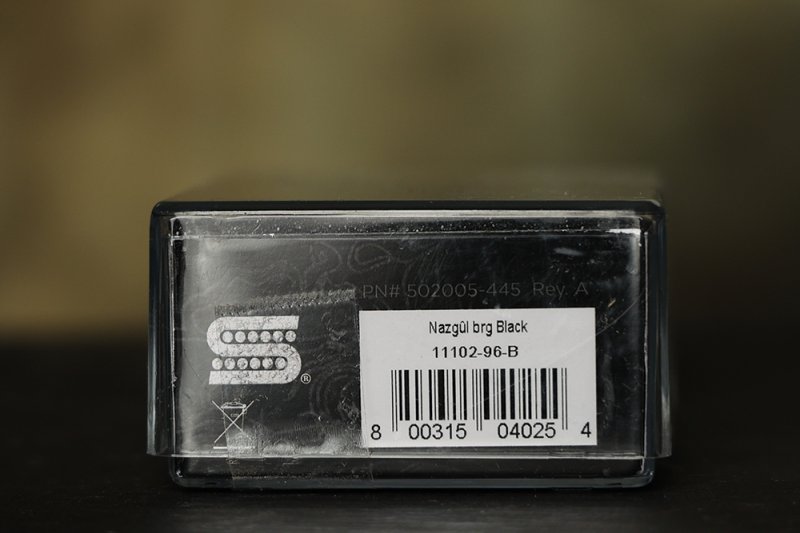 PN# 502005-445 Rev A
Nazgûl brg Black
11102-96-B
8 00315 04025 4
S
®